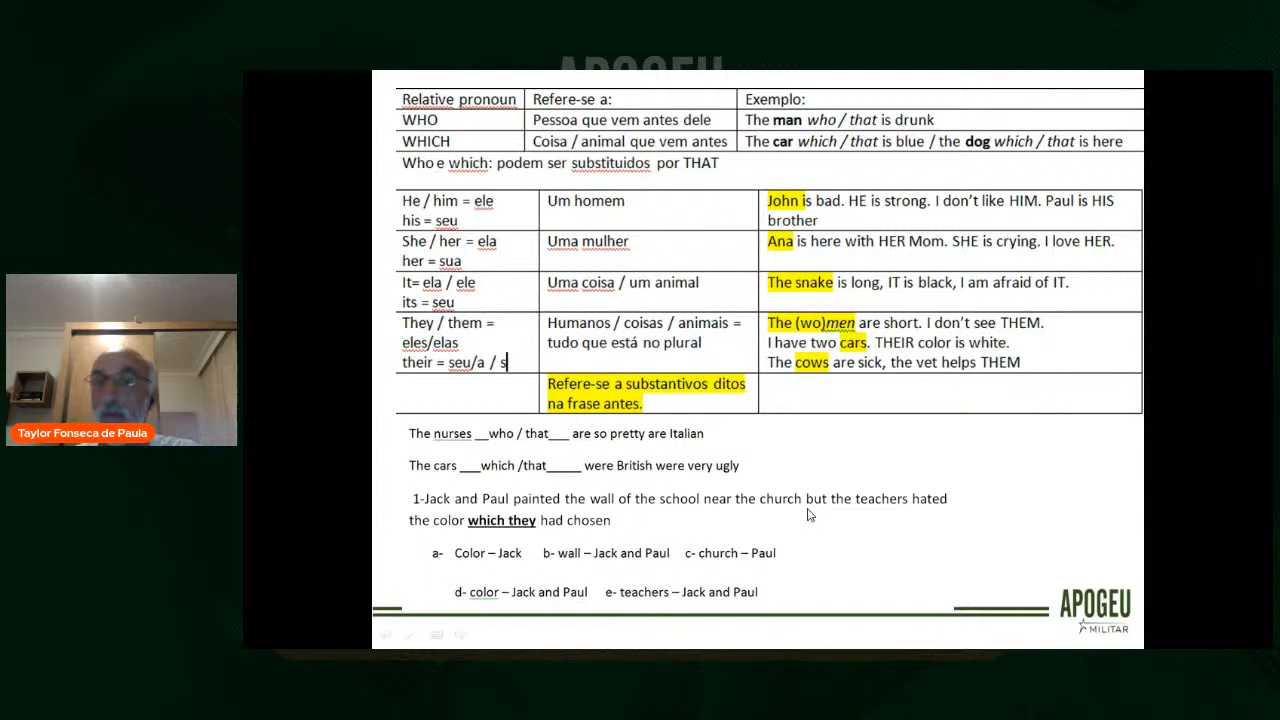 APOGEU
Relative pronoun Refere-se a: Exemplo:
WHO Pessoa que vem antes dele The man who / that is drunk
WHICH Coisa / animal que vem antes The car which / that is blue / the dog which / that is here
Who e which: podem ser substituidos por THAT
He / him = ele Um homem John is bad. HE is strong. I don't like HIM. Paul is HIS
his = seu brother
She / her = ela Uma mulher Ana is here with HER Mom. SHE is crying. I love HER.
her = sua
It= ela / ele Uma coisa / um animal The snake is long, IT is black, I am afraid of IT.
its = seu
They / them = Humanos / coisas / animais = The (wo)men are short. I don't see THEM.
eles/elas tudo que está no plural I have two cars. THEIR color is white.
their = seu/a / s The cows are sick, the vet helps THEM
Refere-se a substantivos ditos
na frase antes.
The nurses __who / that___ are so pretty are Italian
The cars ___which /that_____ were British were very ugly
1-Jack and Paul painted the wall of the school near the church but the teachers hated
the color which they had chosen
a- Color – Jack b- wall – Jack and Paul c- church – Paul
d- color – Jack and Paul e- teachers – Jack and Paul
APOGEU
MILITAR
Taylor Fonseca de Paula